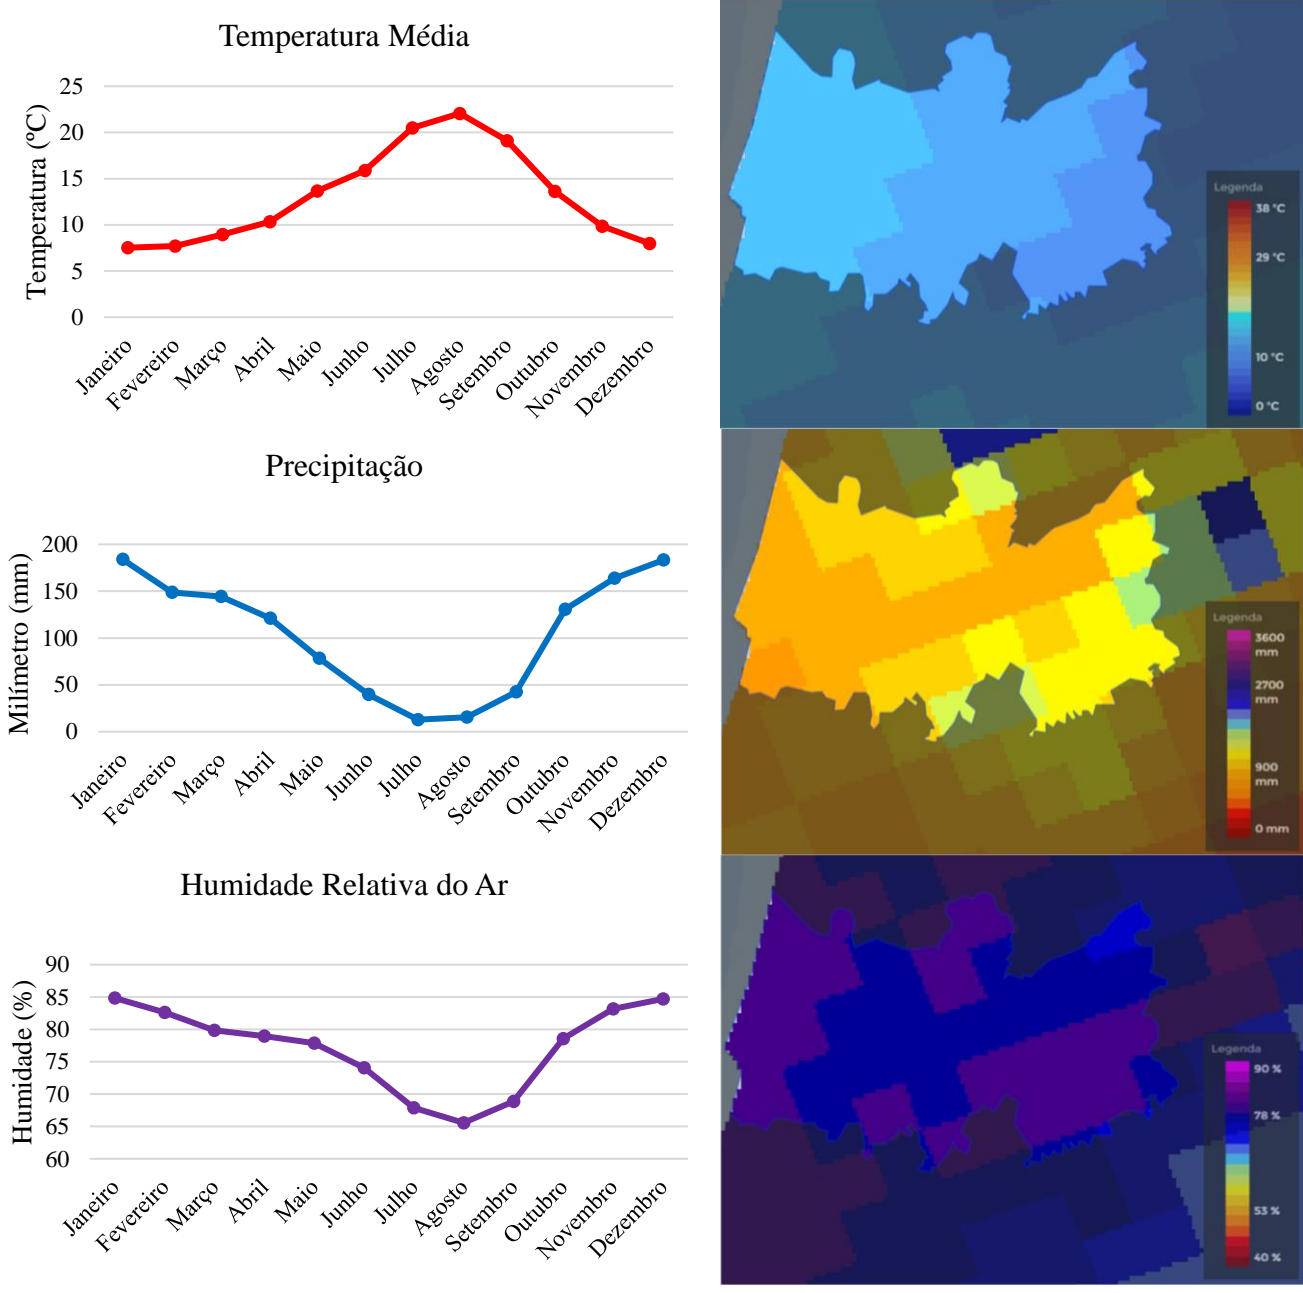 Temperatura Média
Temperatura (ºC)
25
20
15
10
5
0
Janeiro
Fevereiro
Março
Abril
Maio
Junho
Julho
Agosto
Setembro
Outubro
Novembro
Dezembro
Legenda
38 °C
29 °C
10 °C
0 °C
Precipitação
Milímetro (mm)
200
150
100
50
0
Janeiro
Fevereiro
Março
Abril
Maio
Junho
Julho
Agosto
Setembro
Outubro
Novembro
Dezembro
Legenda
3600
mm
2700
mm
900
mm
0 mm
Humidade Relativa do Ar
Humidade (%)
90
85
80
75
70
65
60
Janeiro
Fevereiro
Março
Abril
Maio
Junho
Julho
Agosto
Setembro
Outubro
Novembro
Dezembro
Legenda
90 %
78 %
53 %
40 %